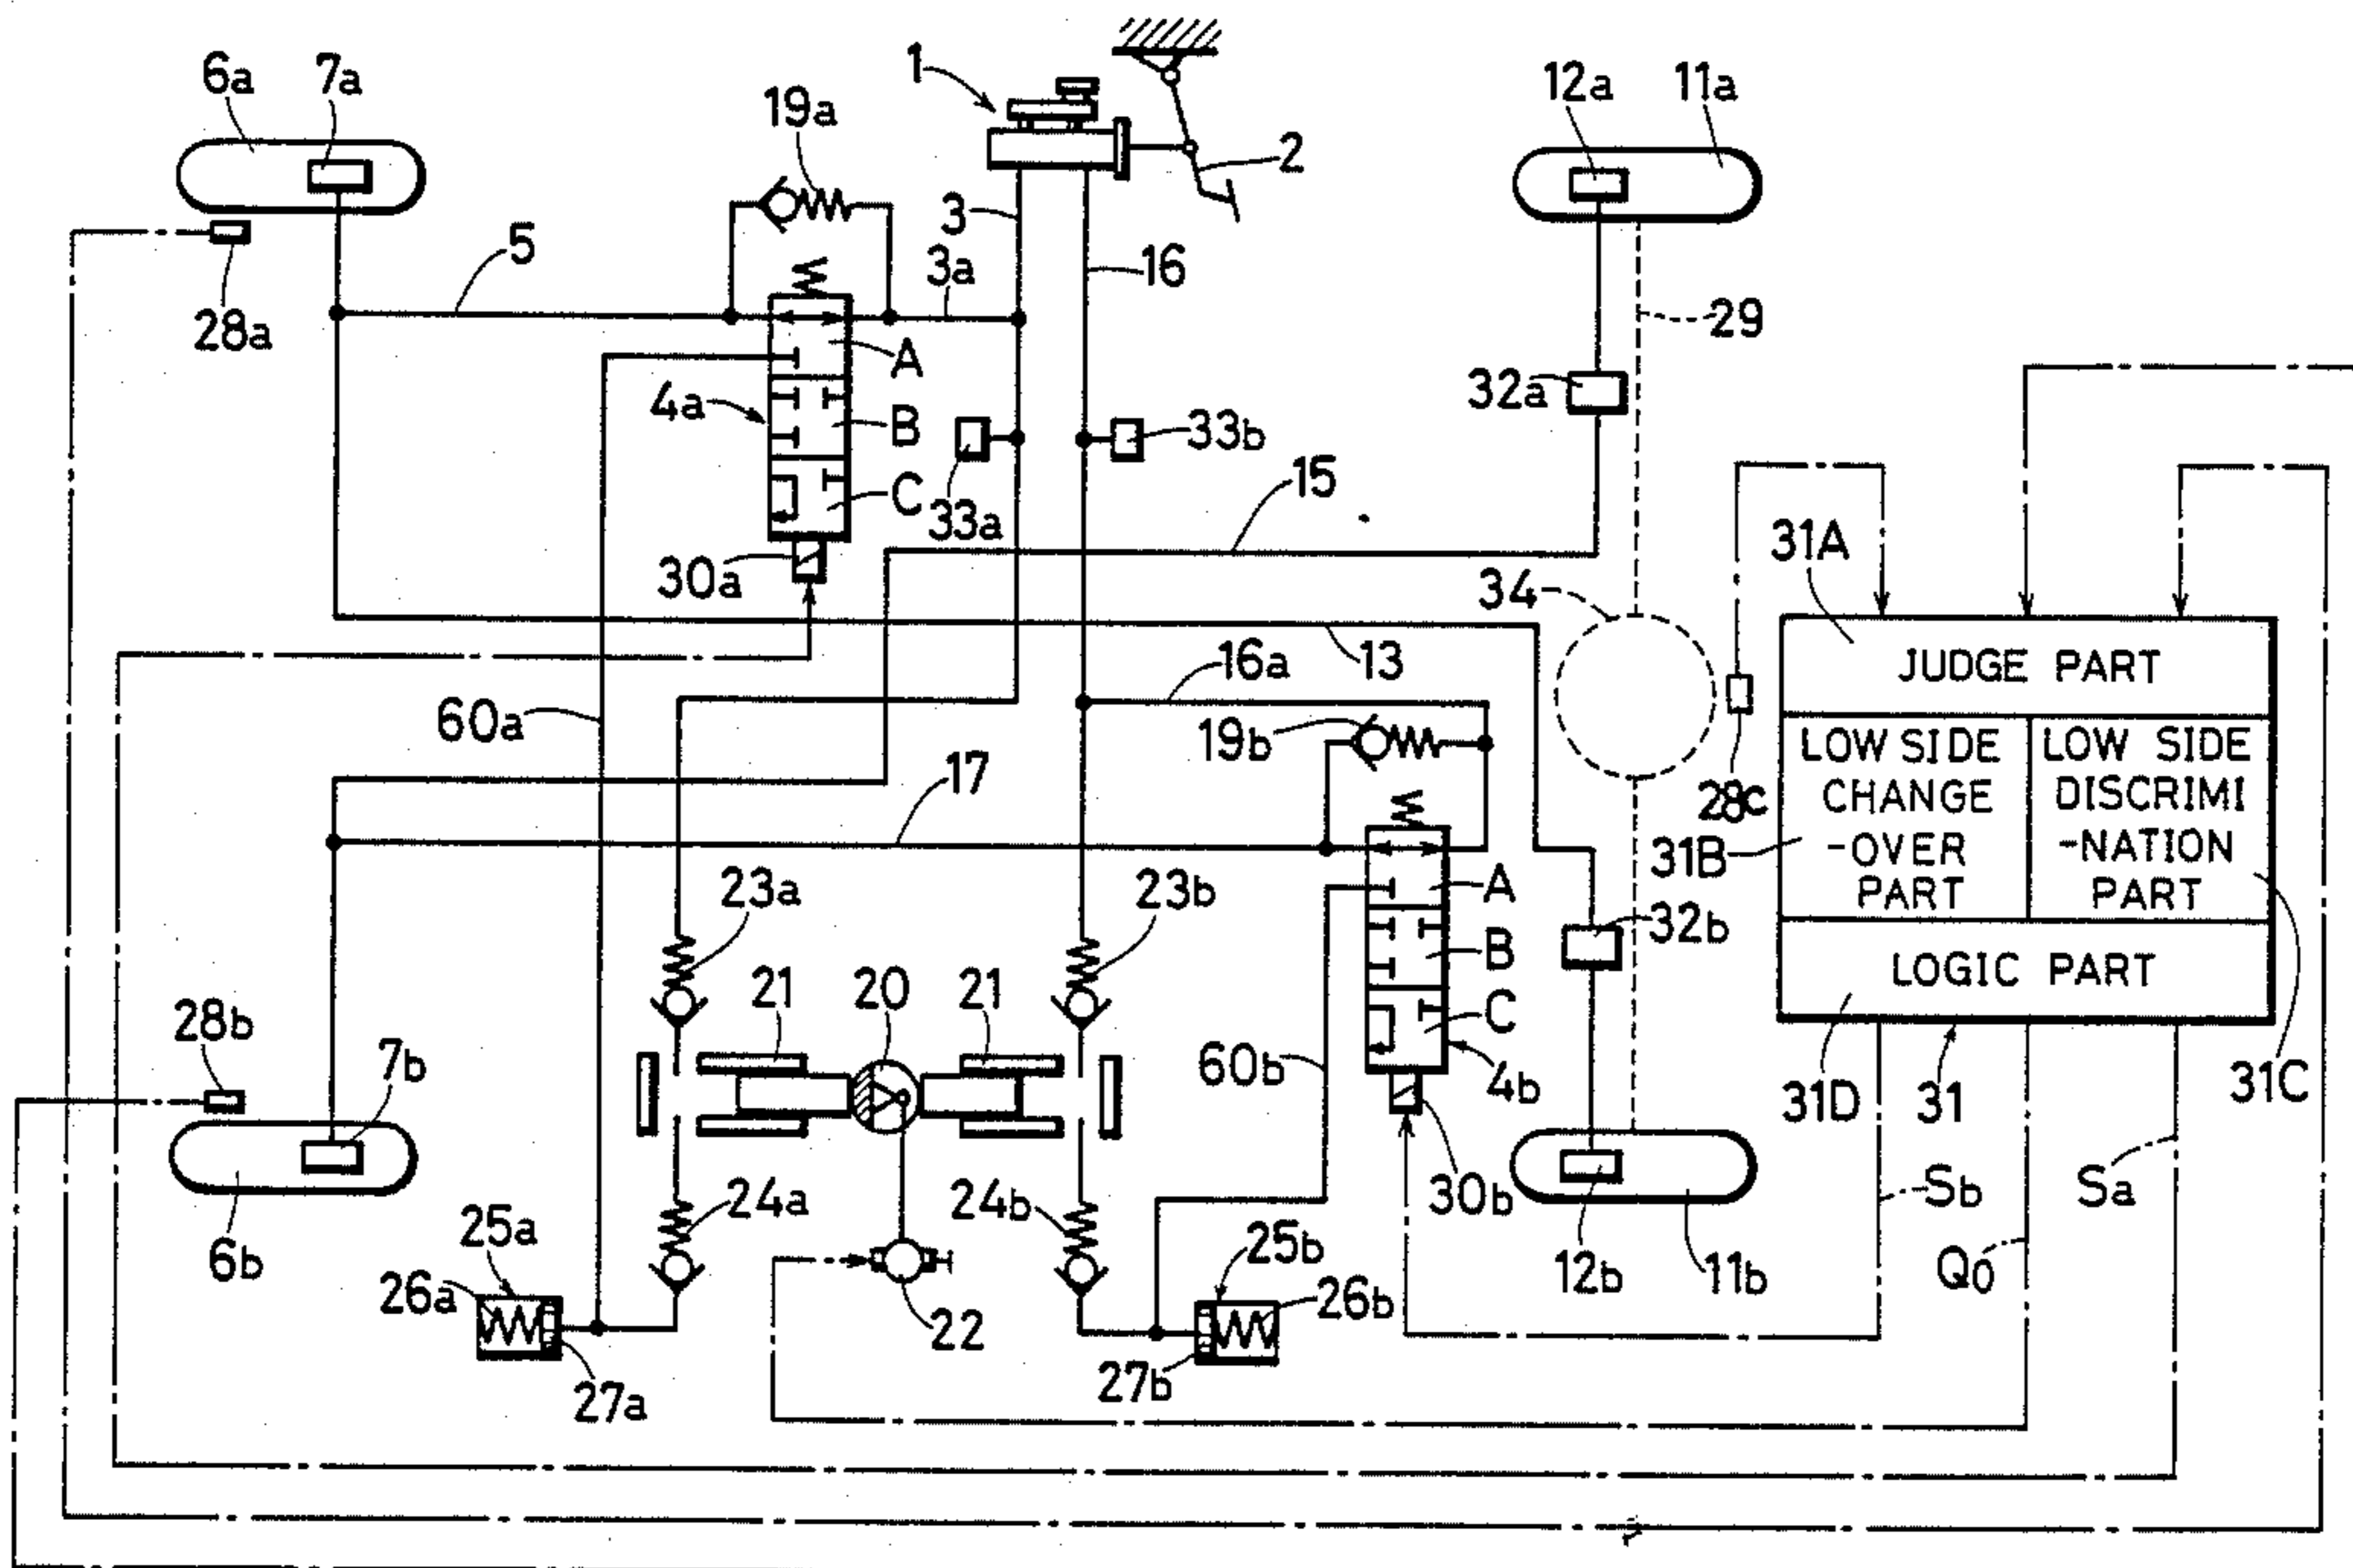 1
6a
7a
12a
11a
19a
2
3
5
3a
16
28a
29
A
32a
4a
B
33b
C
33a
15
31A
30a
34
13
16a
JUDGE PART
60a
19b
17
28c
LOW SIDE
CHANGE
-OVER
PART
LOW SIDE
DISCRIMI
-NATION
PART
31B
23a
23b
A
32b
B
LOGIC PART
28b
21
20
21
C
7b
60b
4b
31D
31
31C
24a
24b
30b
Sb
Sa
6b
25a
25b
12b
11b
Q0
26a
22
26b
27a
27b